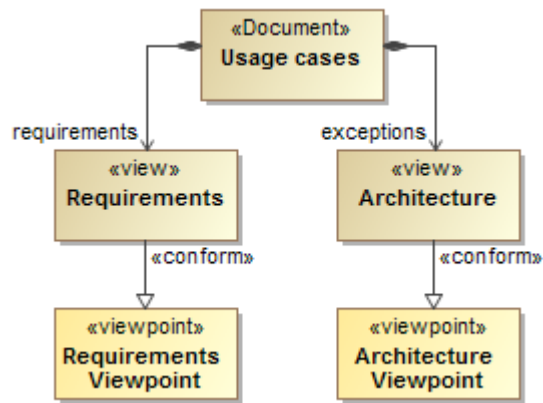 «Document»
Usage cases
requirements
exceptions
«view»
Requirements
«view»
Architecture
«conform»
«conform»
«viewpoint»
Requirements
Viewpoint
«viewpoint»
Architecture
Viewpoint